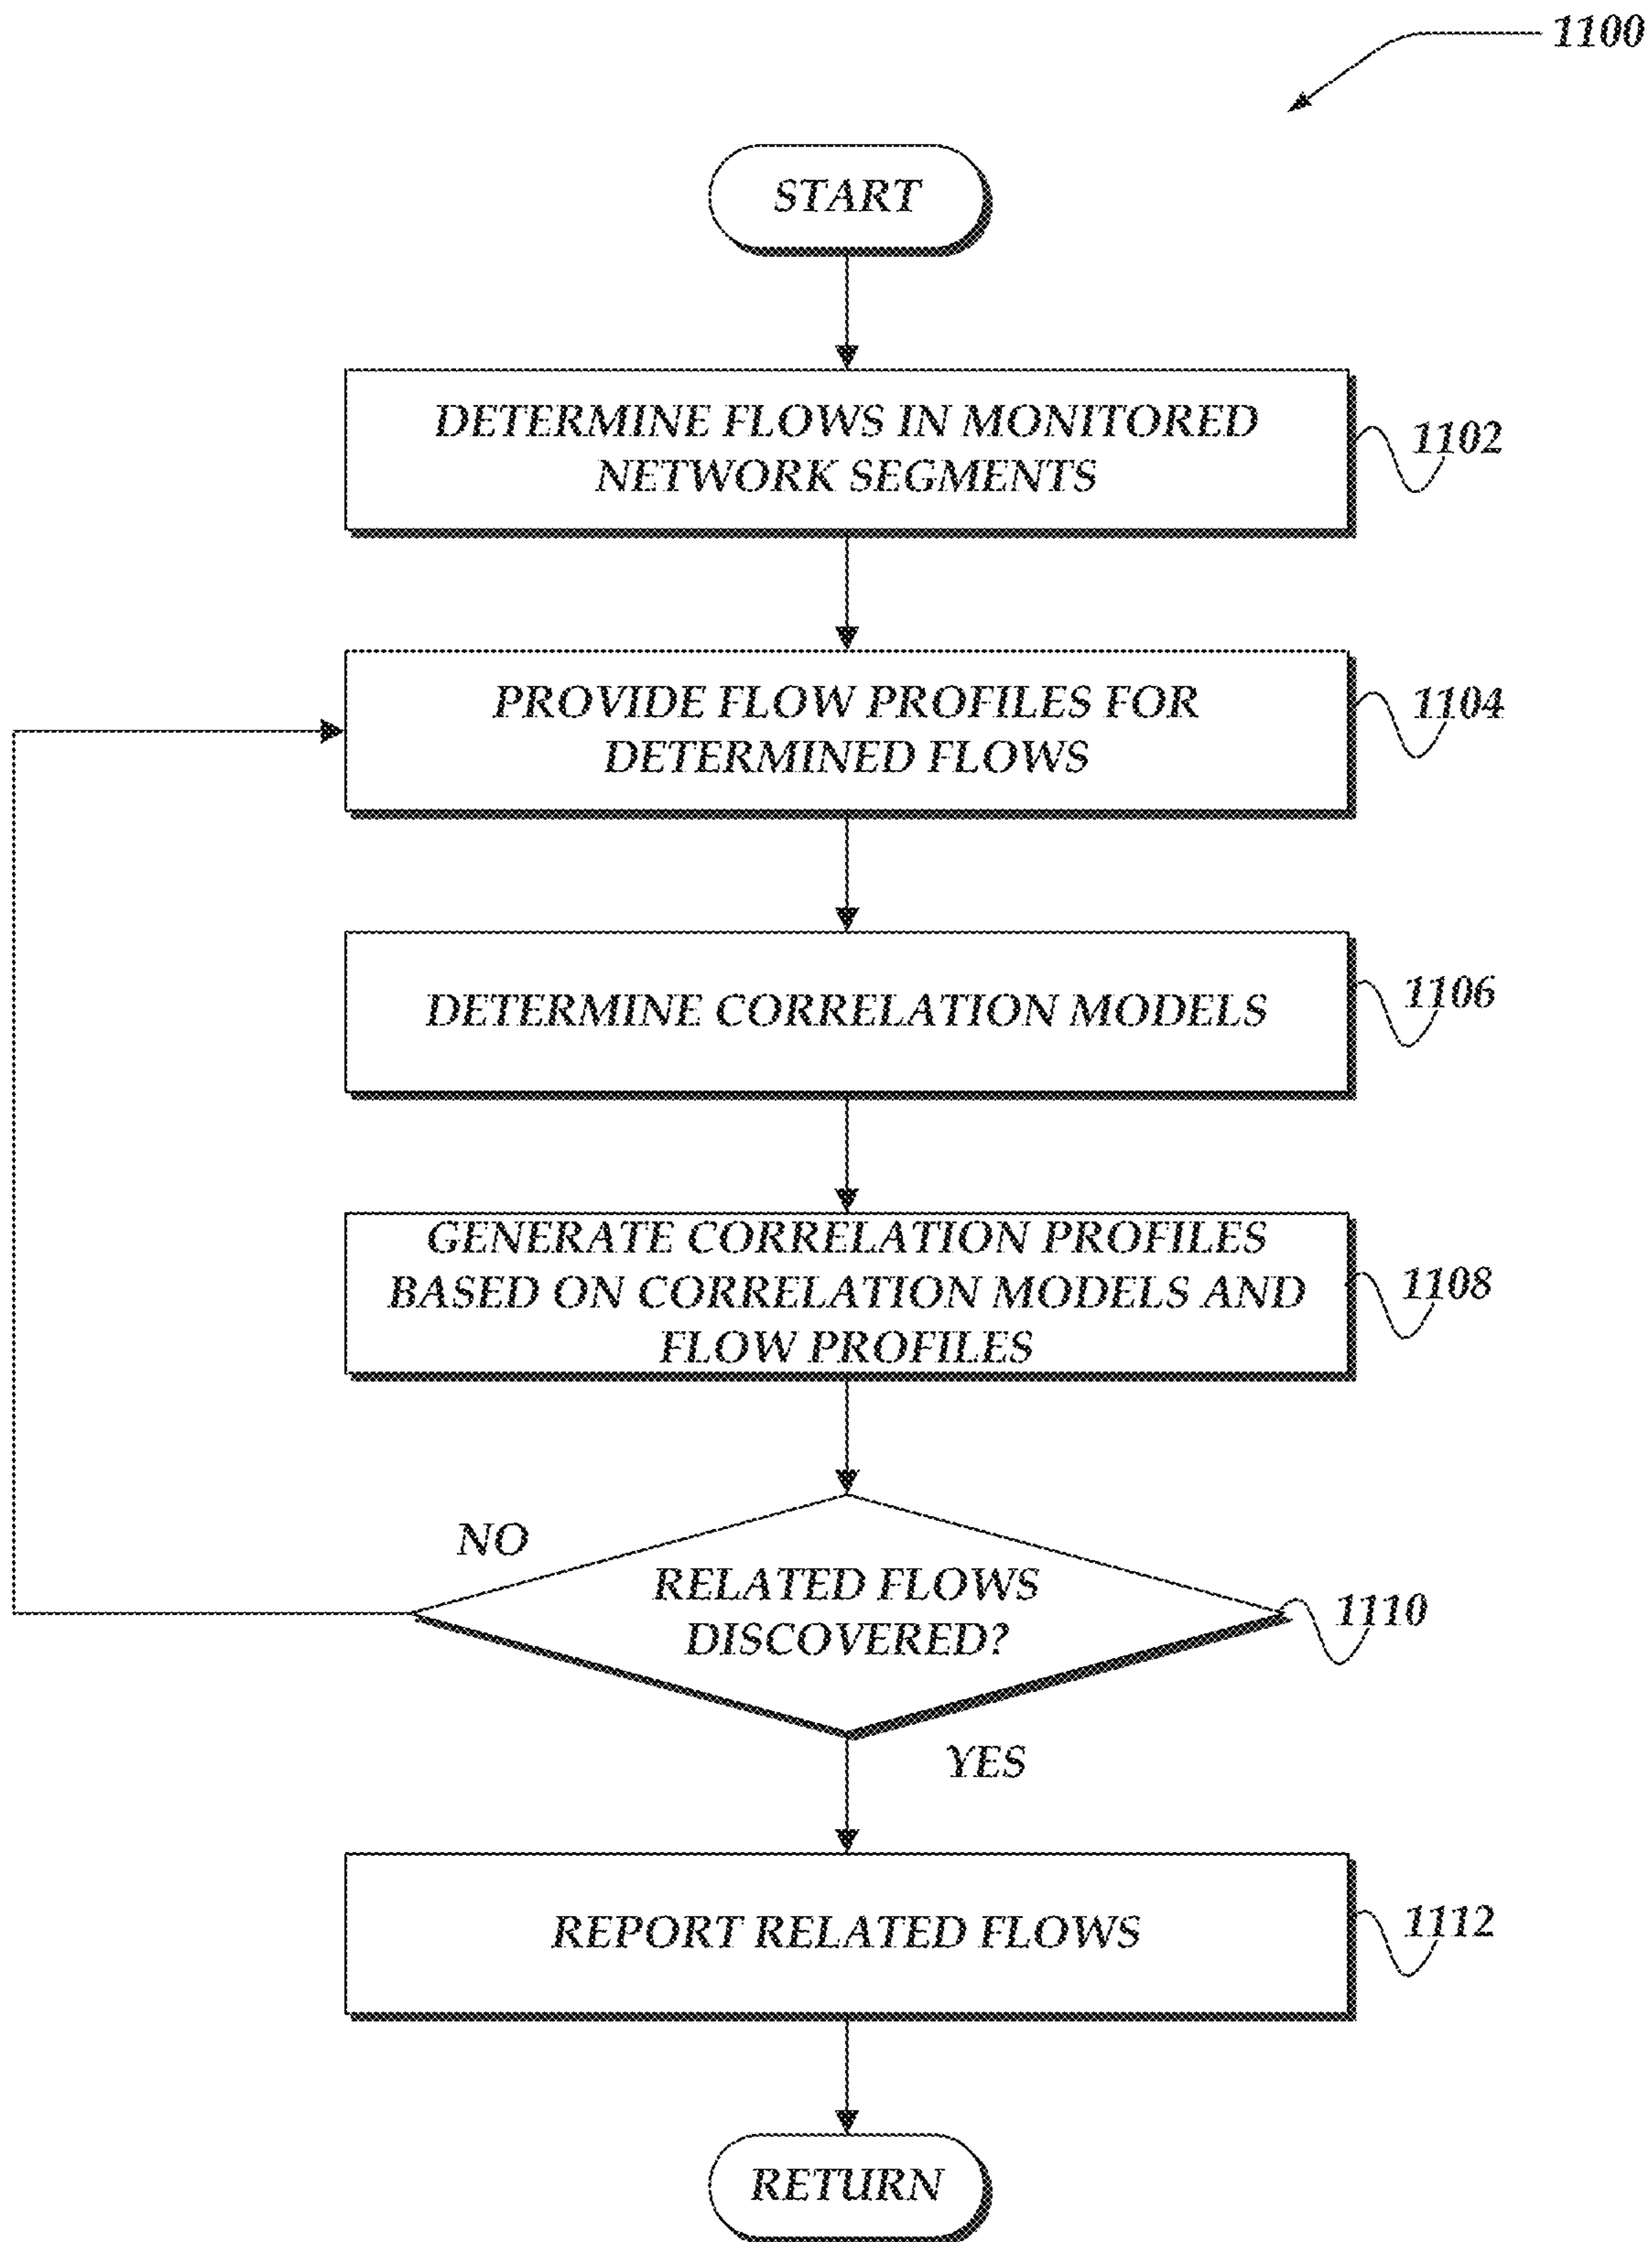 1100
START
DETERMINE FLOWS IN MONITORED
NETWORK SEGMENTS
1102
PROVIDE FLOW PROFILES FOR
DETERMINED FLOWS
1104
DETERMINE CORRELATION MODELS
1106
GENERATE CORRELATION PROFILES
BASED ON CORRELATION MODELS AND
FLOW PROFILES
1108
NO
RELATED FLOWS
DISCOVERED?
1110
YES
REPORT RELATED FLOWS
1112
RETURN